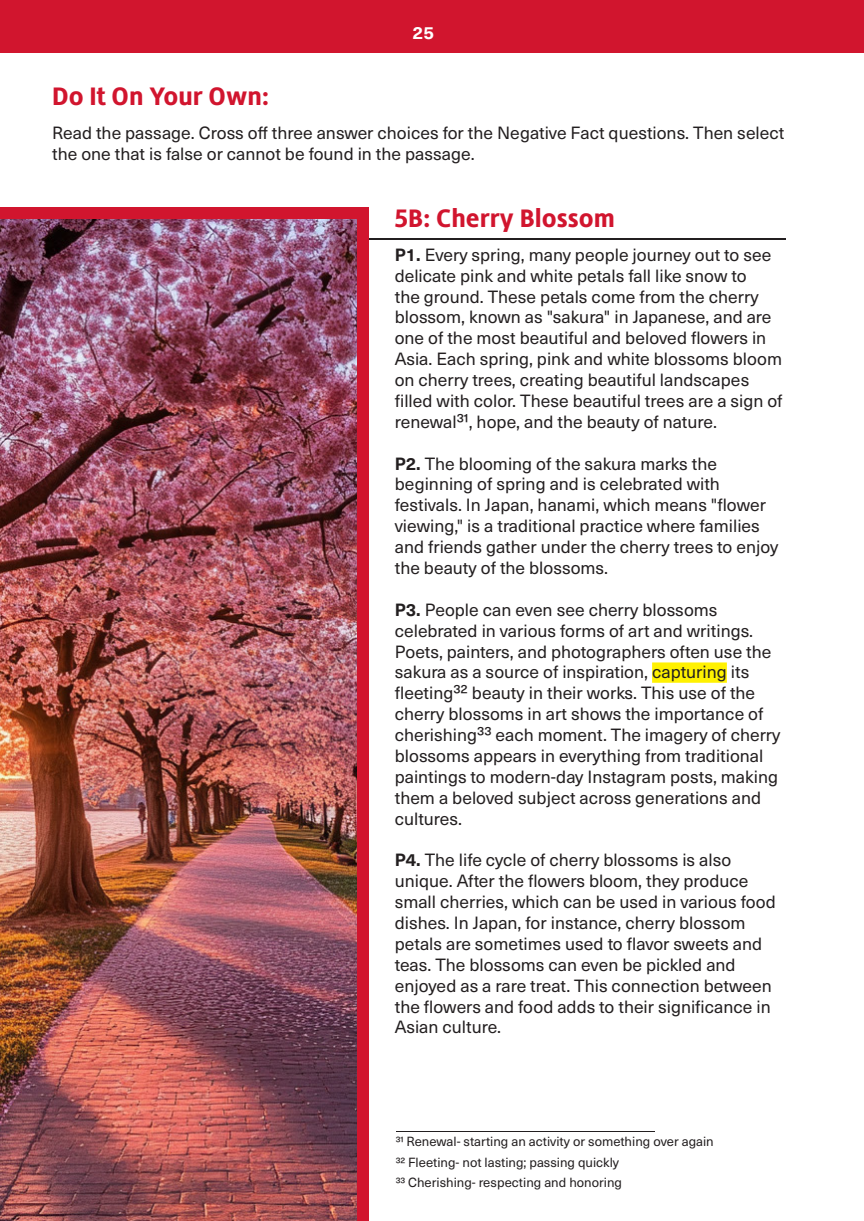 25
Do It On Your Own:
Read the passage. Cross off three answer choices for the Negative Fact questions. Then select
the one that is false or cannot be found in the passage.
5B: Cherry Blossom
P1. Every spring, many people journey out to see
delicate pink and white petals fall like snow to
the ground. These petals come from the cherry
blossom, known as "sakura" in Japanese, and are
one of the most beautiful and beloved flowers in
Asia. Each spring, pink and white blossoms bloom
on cherry trees, creating beautiful landscapes
filled with color. These beautiful trees are a sign of
renewal³¹, hope, and the beauty of nature.
P2. The blooming of the sakura marks the
beginning of spring and is celebrated with
festivals. In Japan, hanami, which means "flower
viewing," is a traditional practice where families
and friends gather under the cherry trees to enjoy
the beauty of the blossoms.
P3. People can even see cherry blossoms
celebrated in various forms of art and writings.
Poets, painters, and photographers often use the
sakura as a source of inspiration, capturing its
fleeting³² beauty in their works. This use of the
cherry blossoms in art shows the importance of
cherishing³³ each moment. The imagery of cherry
blossoms appears in everything from traditional
paintings to modern-day Instagram posts, making
them a beloved subject across generations and
cultures.
P4. The life cycle of cherry blossoms is also
unique. After the flowers bloom, they produce
small cherries, which can be used in various food
dishes. In Japan, for instance, cherry blossom
petals are sometimes used to flavor sweets and
teas. The blossoms can even be pickled and
enjoyed as a rare treat. This connection between
the flowers and food adds to their significance in
Asian culture.
³¹ Renewal- starting an activity or something over again
³² Fleeting- not lasting; passing quickly
³³ Cherishing- respecting and honoring